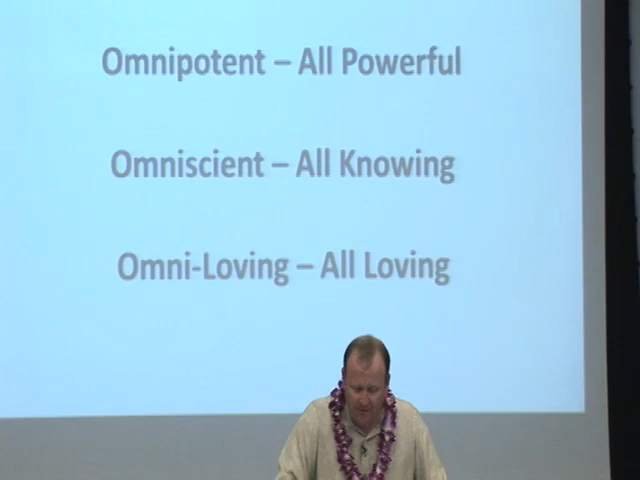 Omnipotent – All Powerful
Omniscient – All Knowing
Omni-Loving – All Loving